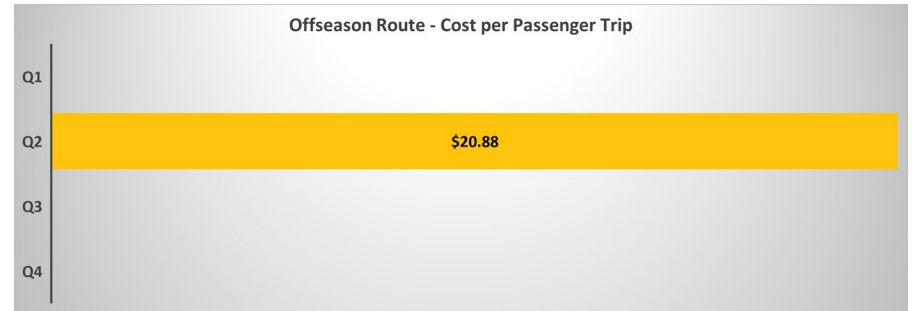 Offseason Route - Cost per Passenger Trip
Q1
Q2
$20.88
Q3
Q4